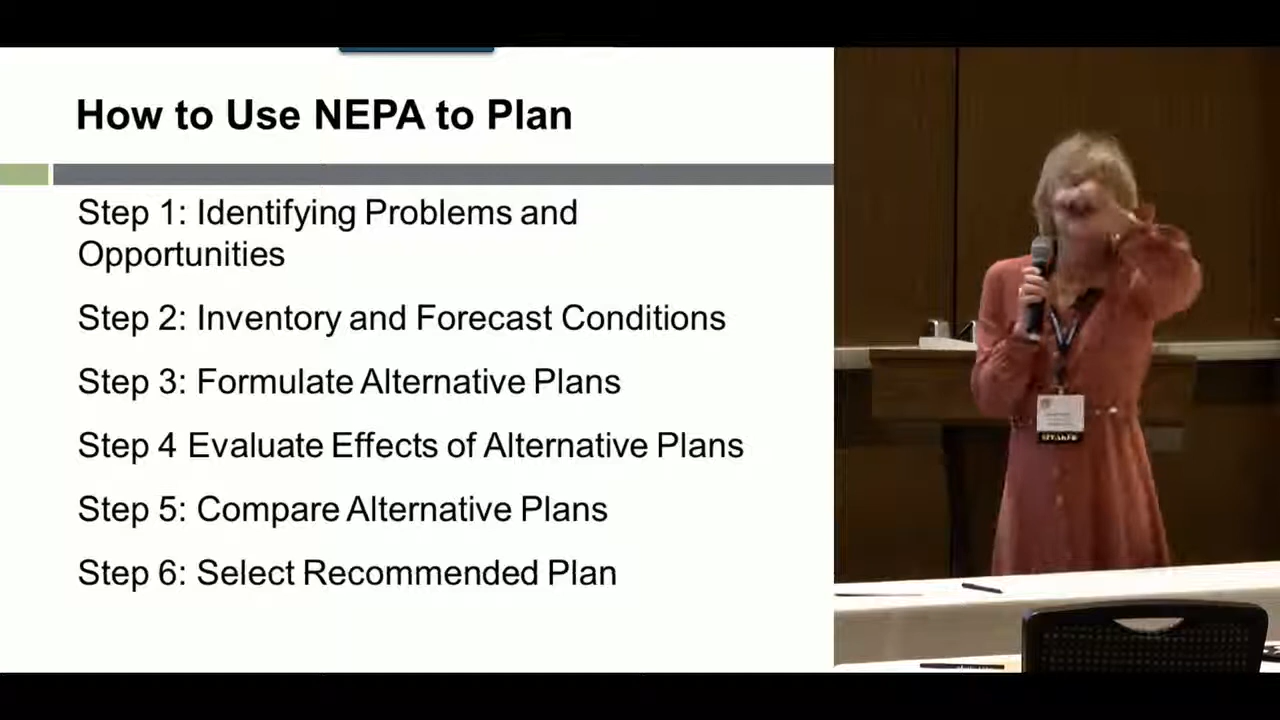 How to Use NEPA to Plan
Step 1: Identifying Problems and
Opportunities
Step 2: Inventory and Forecast Conditions
Step 3: Formulate Alternative Plans
Step 4 Evaluate Effects of Alternative Plans
Step 5: Compare Alternative Plans
Step 6: Select Recommended Plan
SPEAKER